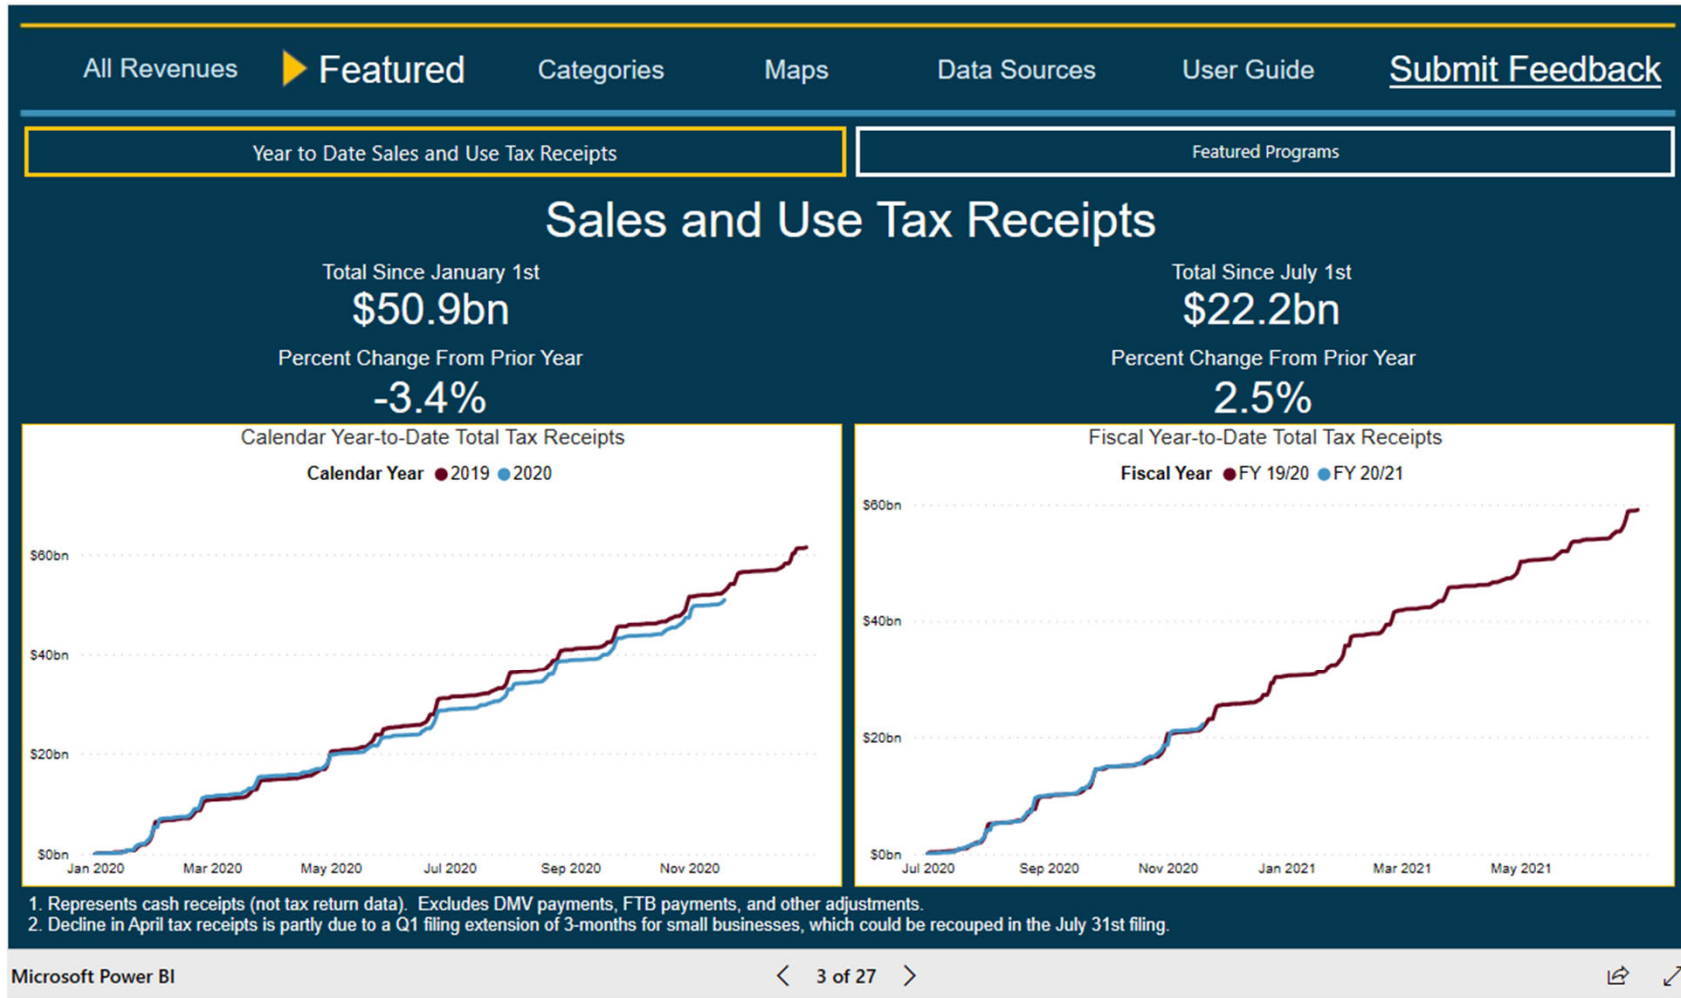 All Revenues Featured Categories Maps Data Sources User Guide Submit Feedback
Year to Date Sales and Use Tax Receipts
Featured Programs
Sales and Use Tax Receipts
Total Since January 1st
$50.9bn
Percent Change From Prior Year
-3.4%
Total Since July 1st
$22.2bn
Percent Change From Prior Year
2.5%
Calendar Year-to-Date Total Tax Receipts
Calendar Year 2019 2020
$60bn
$40bn
$20bn
$0bn
Jan 2020 Mar 2020 May 2020 Jul 2020 Sep 2020 Nov 2020
Fiscal Year-to-Date Total Tax Receipts
Fiscal Year FY 19/20 FY 20/21
$60bn
$40bn
$20bn
$0bn
Jul 2020 Sep 2020 Nov 2020 Jan 2021 Mar 2021 May 2021
1. Represents cash receipts (not tax return data). Excludes DMV payments, FTB payments, and other adjustments.
2. Decline in April tax receipts is partly due to a Q1 filing extension of 3-months for small businesses, which could be recouped in the July 31st filing.
Microsoft Power BI
3 of 27